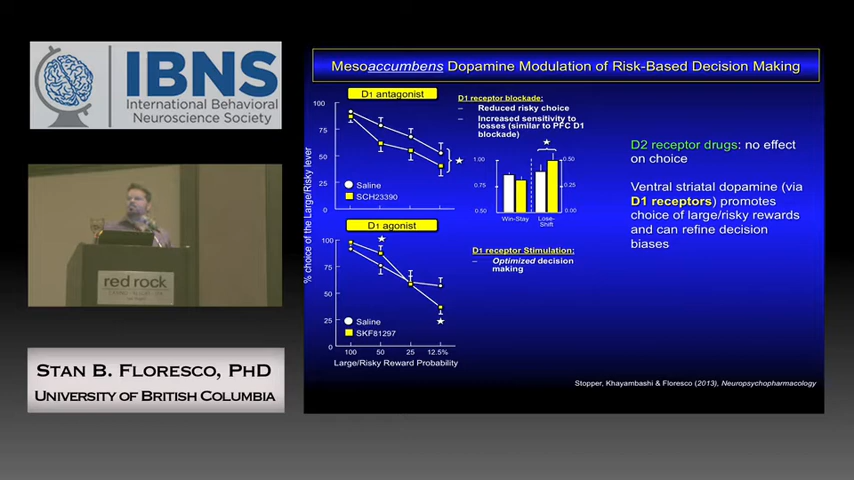 IBNS
International Behavioral
Neuroscience Society
red rock
STAN B. FLORESCO, PHD
UNIVERSITY OF BRITISH COLUMBIA
Mesoaccumbens Dopamine Modulation of Risk-Based Decision Making
D1 antagonist
100
75
50
25
0
Saline
SCH23390
D1 receptor blockade:
– Reduced risky choice
– Increased sensitivity to
losses (similar to PFC D1
blockade)
1.00
0.75
0.50
0.50
0.25
0.00
Win-Stay
Lose-
Shift
% choice of the Large/Risky lever
D1 agonist
100
75
50
25
0
Saline
SKF81297
100
50
25
12.5%
Large/Risky Reward Probability
D1 receptor Stimulation:
– Optimized decision
making
D2 receptor drugs: no effect
on choice
Ventral striatal dopamine (via
D1 receptors) promotes
choice of large/risky rewards
and can refine decision
biases
Stopper, Khayambashi & Floresco (2013), Neuropsychopharmacology